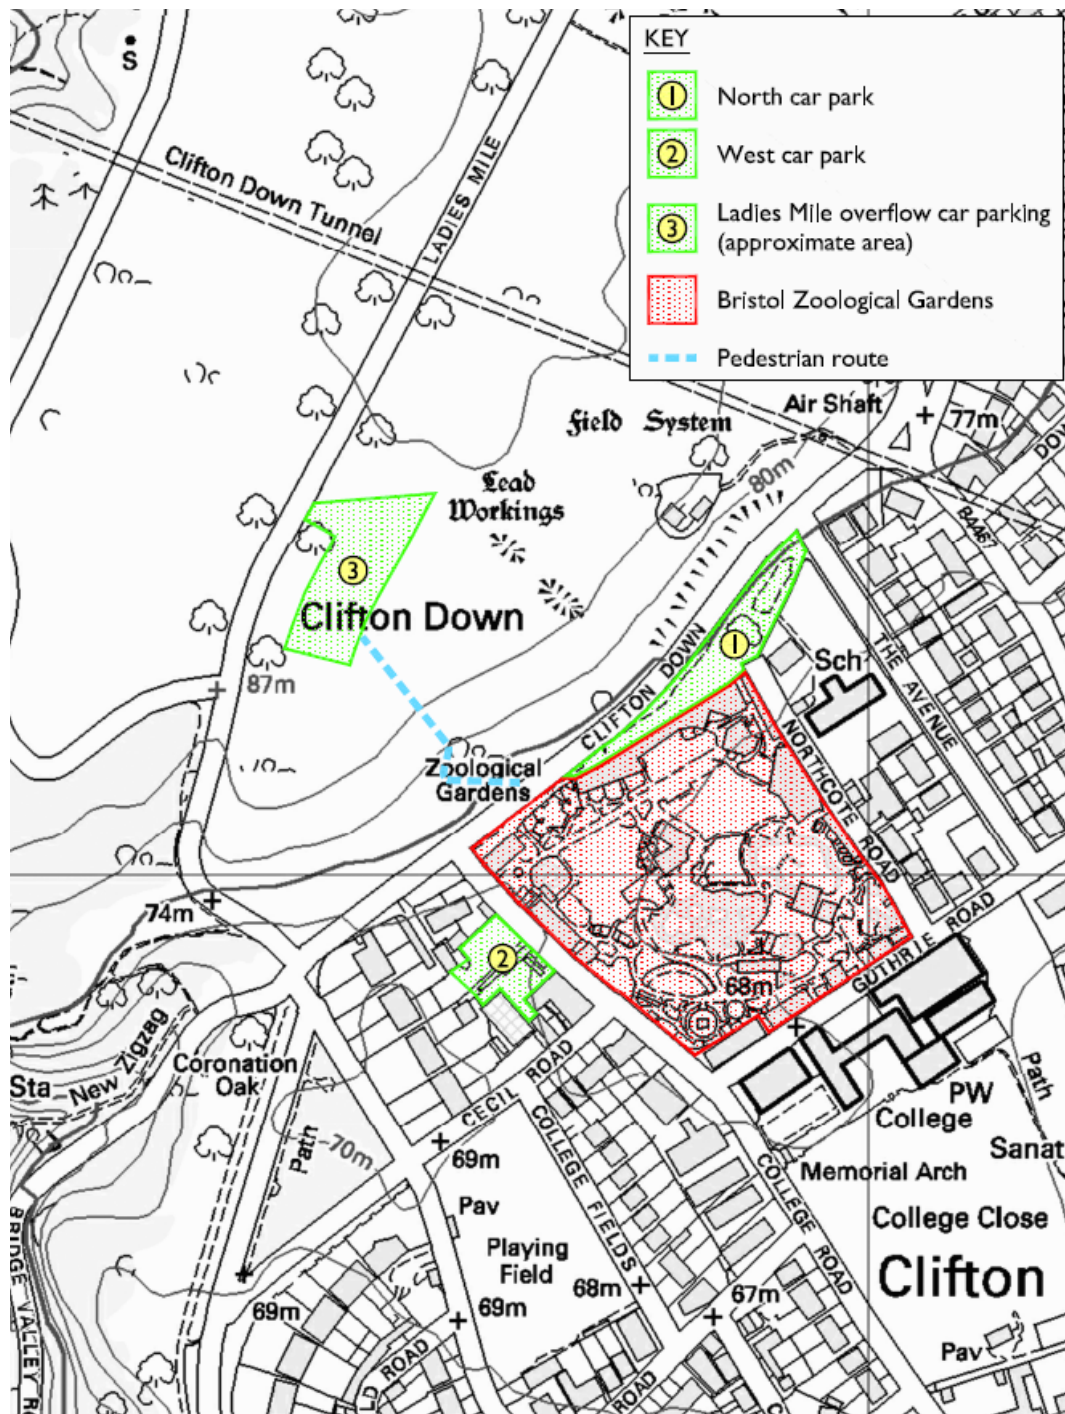 KEY
1
North car park
2
West car park
3
Ladies Mile overflow car parking
(approximate area)
Bristol Zoological Gardens
Pedestrian route
S
Clifton Down Tunnel
LADIES MILE
Air Shaft
77m
Field System
80m
B4467
Lead
Workings
3
Clifton Down
87m
CLIFTON DOWN
1
Sch
THE AVENUE
NORTHCOTE ROAD
Zoological
Gardens
74m
2
68m
GUTHRIE ROAD
New Zigzag
Sta
Coronation
Oak
Path
70m
CECIL ROAD
69m
COLLEGE FIELDS
COLLEGE ROAD
PW
College
Path
Sanat
Memorial Arch
College Close
Clifton
Pav
Playing
Field
68m
67m
69m
69m
ROAD
ROAD
Pav
BRIDGE VALLEY